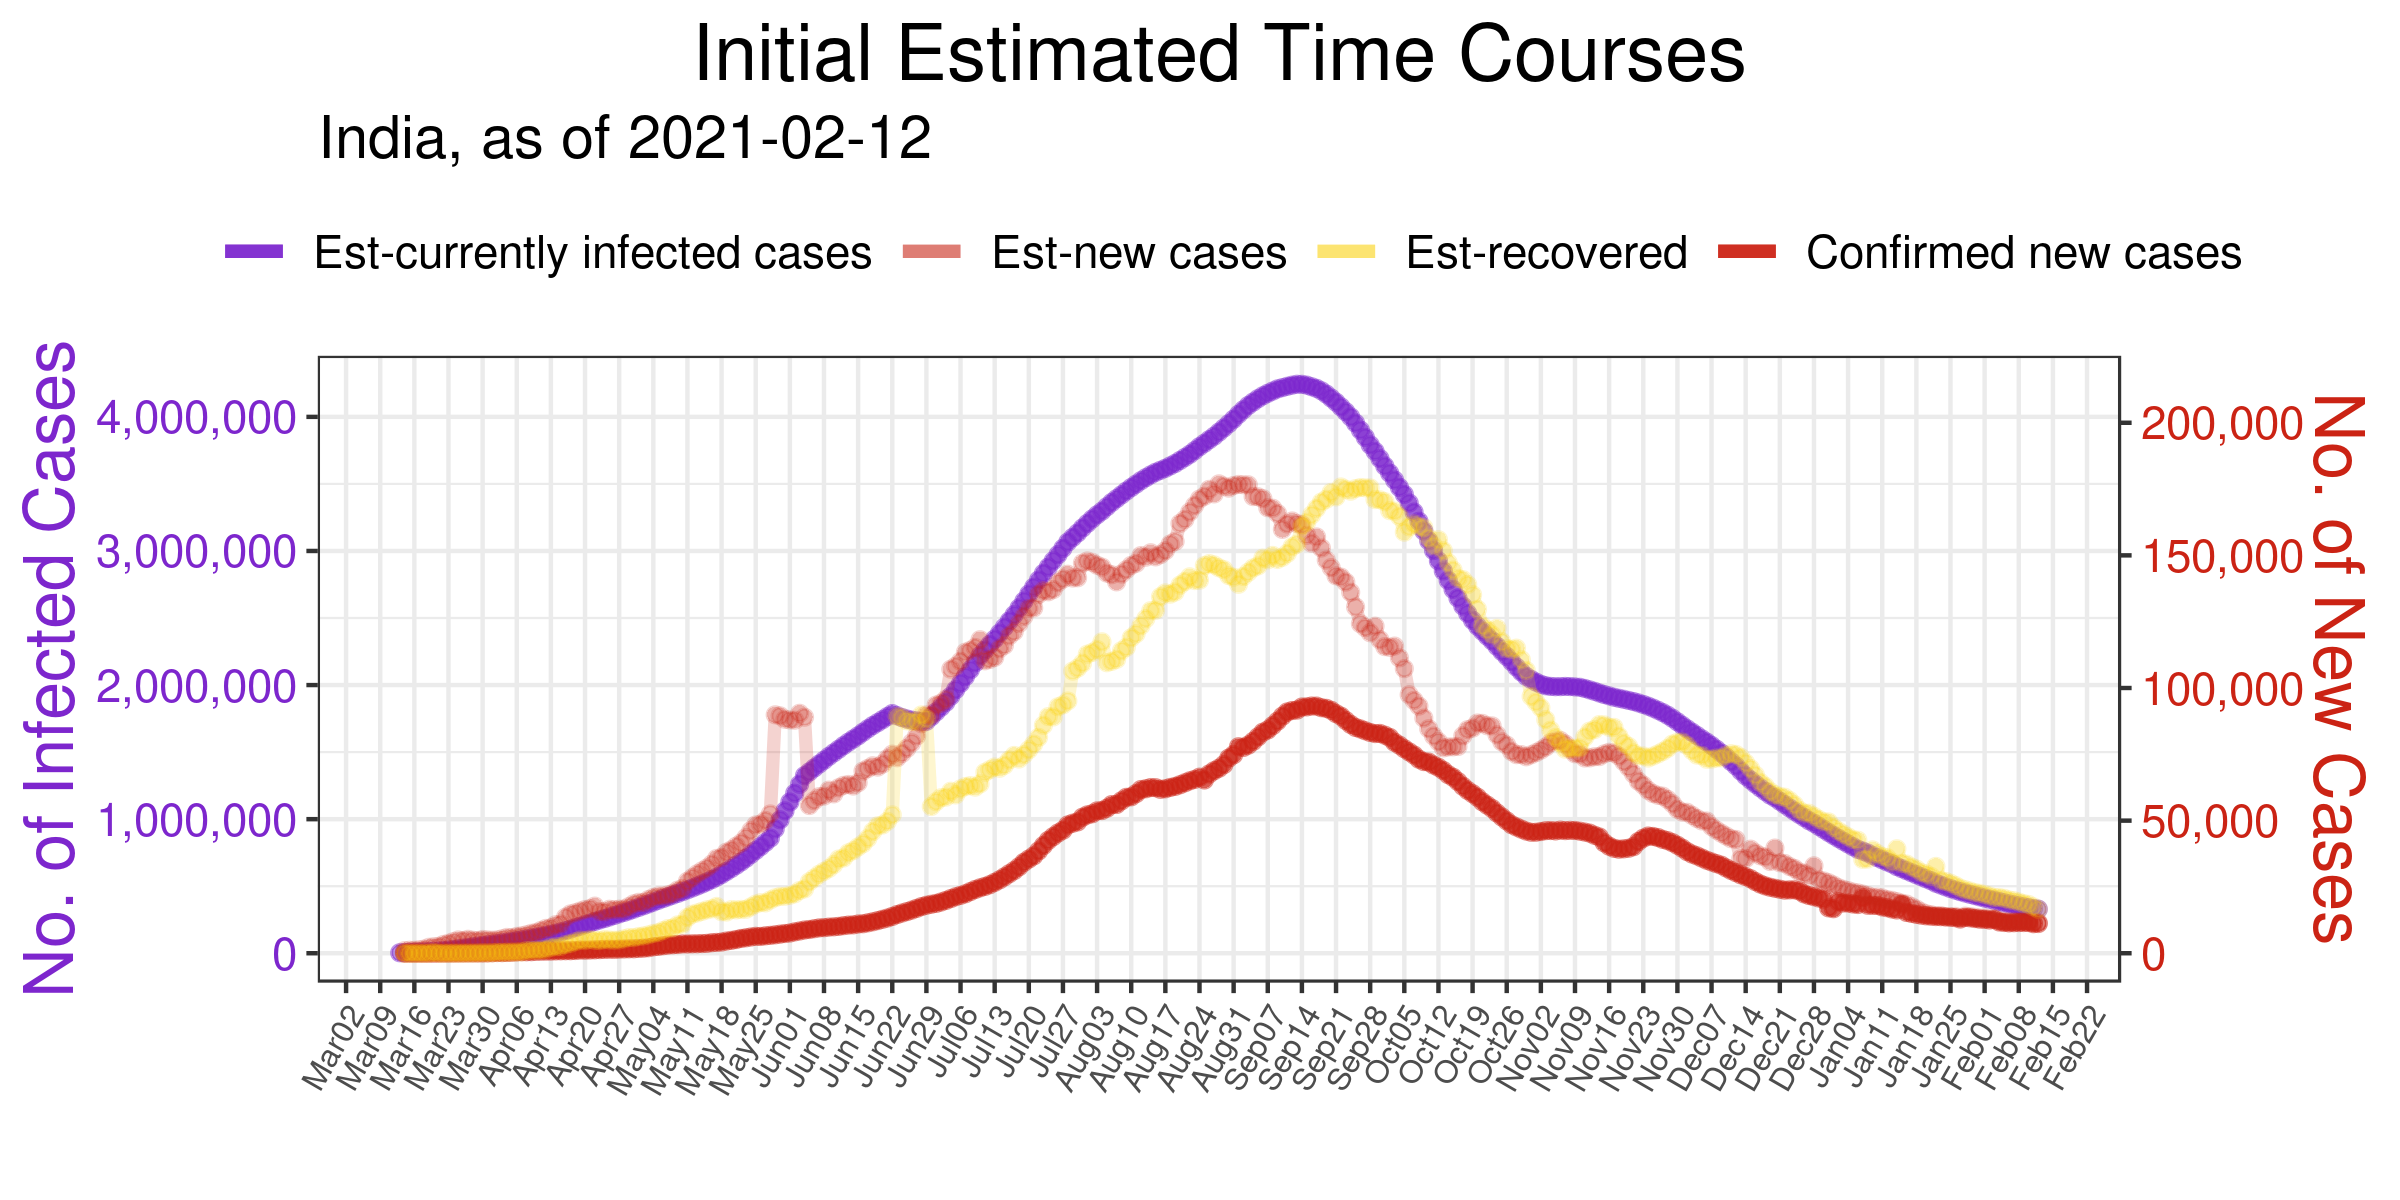 Initial Estimated Time Courses
India, as of 2021-02-12
Est-currently infected cases Est-new cases Est-recovered Confirmed new cases
No. of Infected Cases
4,000,000
3,000,000
2,000,000
1,000,000
0
200,000
150,000
100,000
50,000
0
No. of New Cases
Mar02 Mar09 Mar16 Mar23 Mar30 Apr06 Apr13 Apr20 Apr27 May04 May11 May18 May25 Jun01 Jun08 Jun15 Jun22 Jun29 Jul06 Jul13 Jul20 Jul27 Aug03 Aug10 Aug17 Aug24 Aug31 Sep07 Sep14 Sep21 Sep28 Oct05 Oct12 Oct19 Oct26 Nov02 Nov09 Nov16 Nov23 Nov30 Dec07 Dec14 Dec21 Dec28 Jan04 Jan11 Jan18 Jan25 Feb01 Feb08 Feb15 Feb22